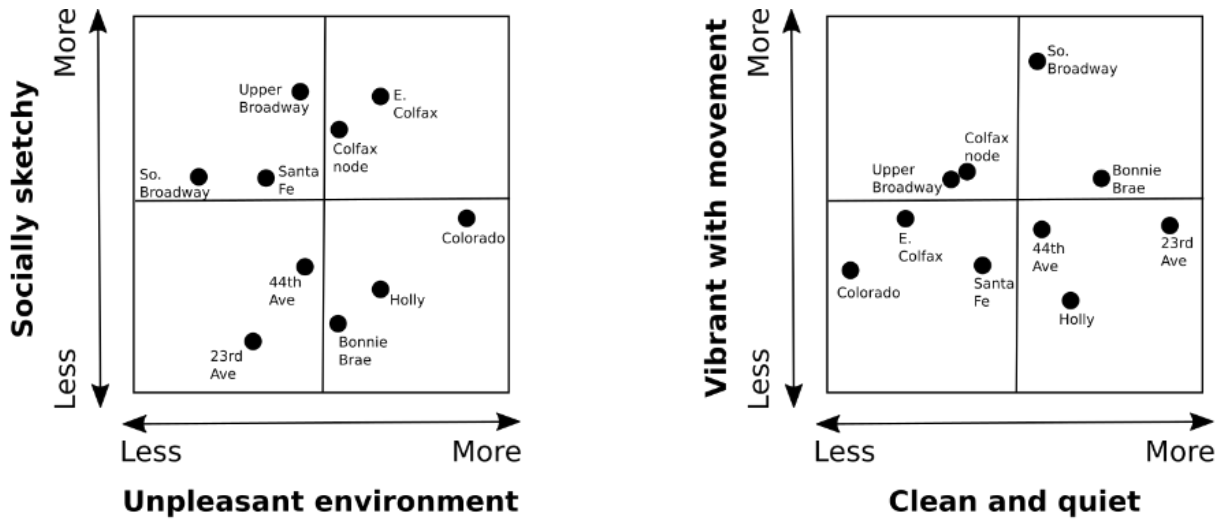 Socially sketchy
More
Less
Upper
Broadway
E.
Colfax
Colfax
node
So.
Broadway
Santa
Fe
Colorado
44th
Ave
Holly
Bonnie
Brae
23rd
Ave
Less
More
Unpleasant environment
Vibrant with movement
More
Less
So.
Broadway
Colfax
node
Upper
Broadway
Bonnie
Brae
E.
Colfax
44th
Ave
23rd
Ave
Colorado
Santa
Fe
Holly
Less
More
Clean and quiet